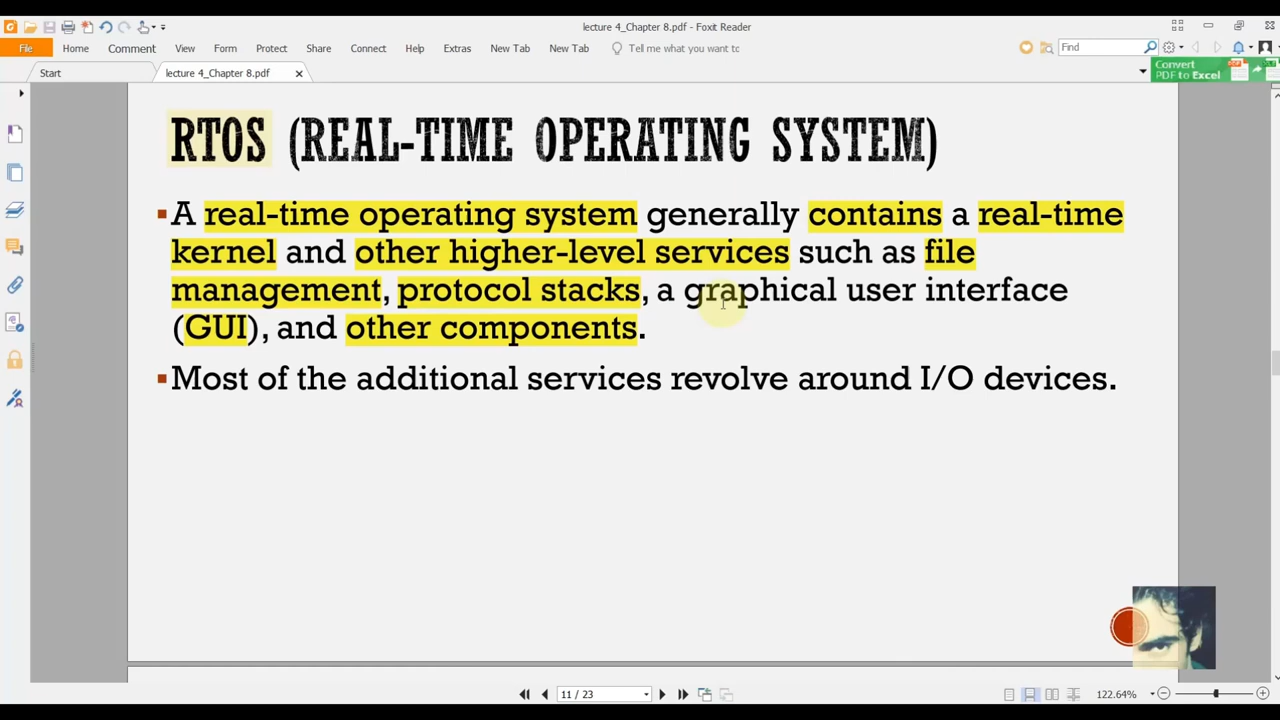 lecture 4_Chapter 8.pdf - Foxit Reader
File Home Comment View Form Protect Share Connect Help Extras New Tab New Tab Tell me what you want tc Find
Start lecture 4_Chapter 8.pdf
Convert
PDF to Excel
RTOS (REAL-TIME OPERATING SYSTEM)
▪A real-time operating system generally contains a real-time
kernel and other higher-level services such as file
management, protocol stacks, a graphical user interface
(GUI), and other components.
▪Most of the additional services revolve around I/O devices.
11 / 23 122.64%